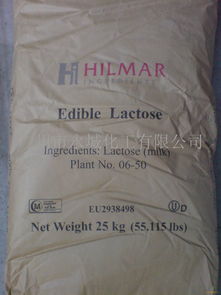 HILMAR
INGREDIENTS
Edible Lactose
Ingredients: Lactose (milk)
Plant No. 06-50
EU2938498
U D
Net Weight 25 kg (55.115 lbs)